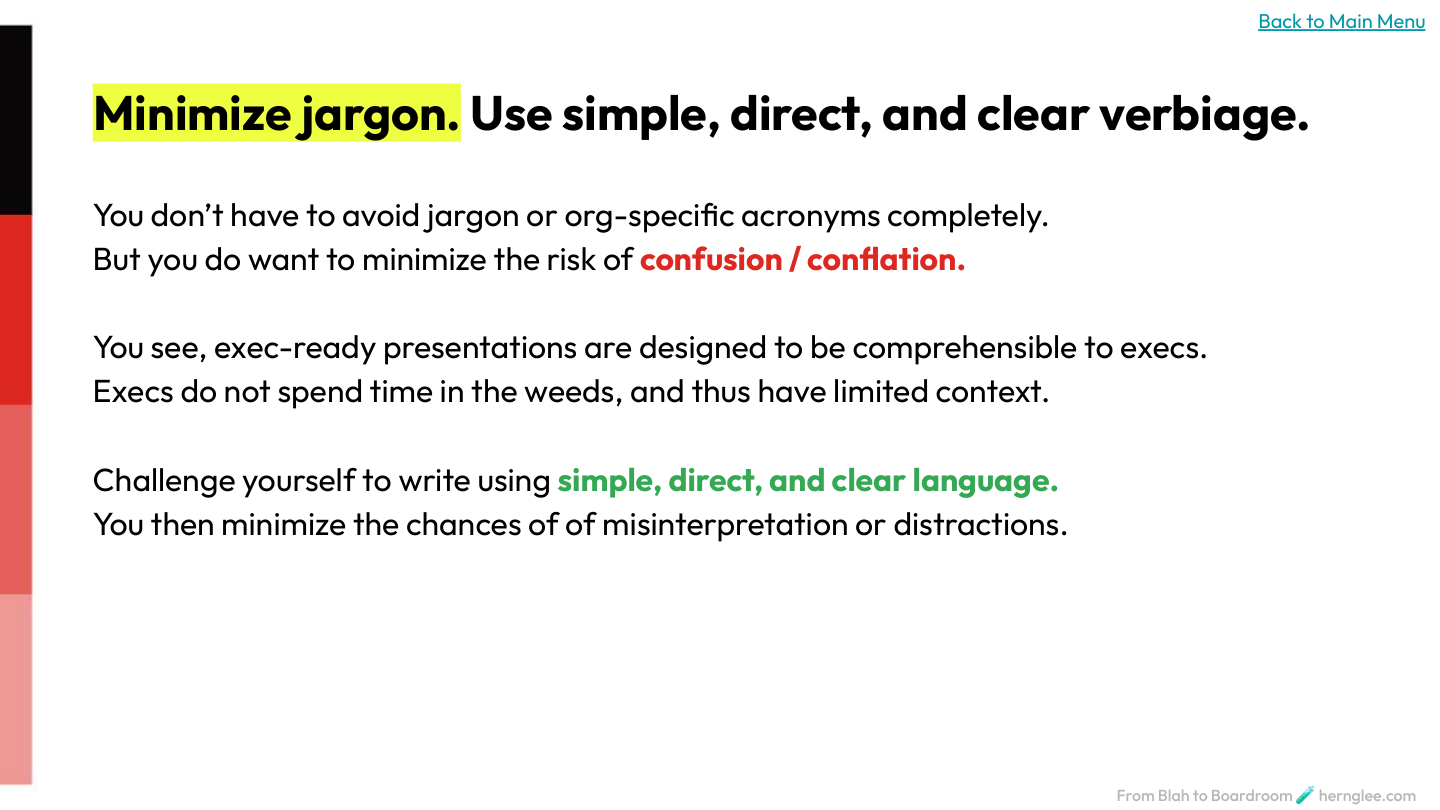 Back to Main Menu
Minimize jargon. Use simple, direct, and clear verbiage.
You don’t have to avoid jargon or org-specific acronyms completely.
But you do want to minimize the risk of confusion / conflation.
You see, exec-ready presentations are designed to be comprehensible to execs.
Execs do not spend time in the weeds, and thus have limited context.
Challenge yourself to write using simple, direct, and clear language.
You then minimize the chances of of misinterpretation or distractions.
From Blah to Boardroom 🧪 hernglee.com